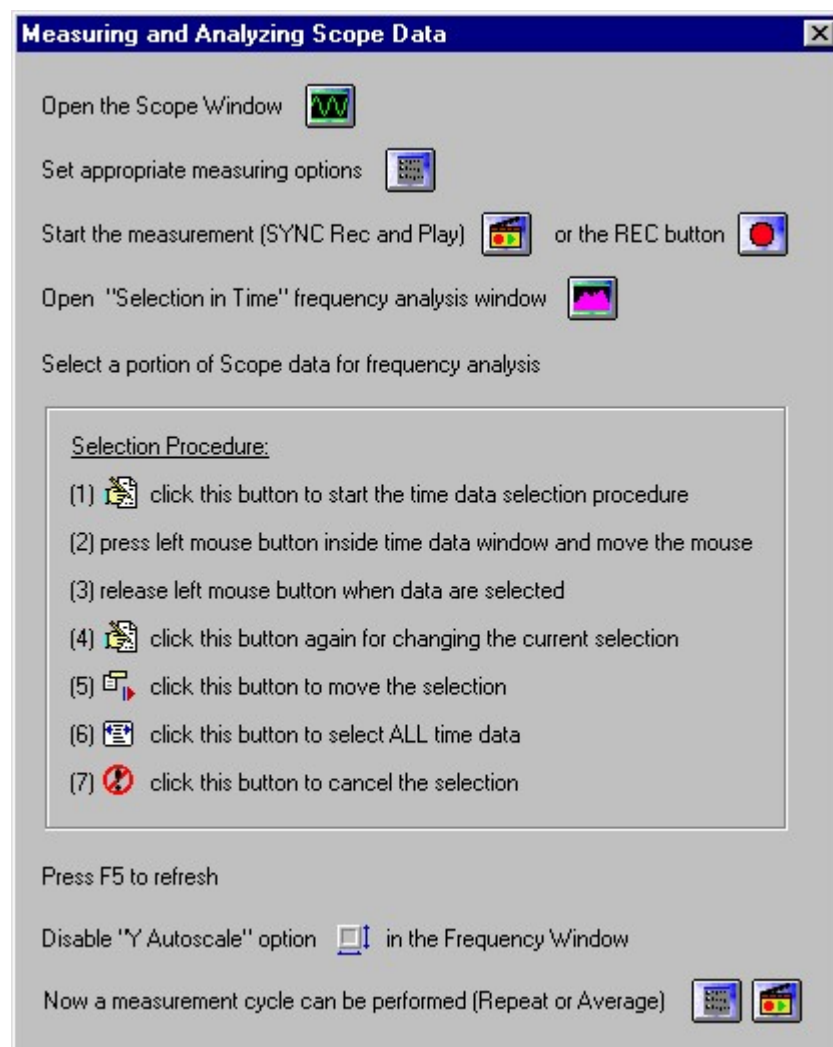 Measuring and Analyzing Scope Data
Open the Scope Window
Set appropriate measuring options
Start the measurement (SYNC Rec and Play) or the REC button
Open "Selection in Time" frequency analysis window
Select a portion of Scope data for frequency analysis
Selection Procedure:
(1) click this button to start the time data selection procedure
(2) press left mouse button inside time data window and move the mouse
(3) release left mouse button when data are selected
(4) click this button again for changing the current selection
(5) click this button to move the selection
(6) click this button to select ALL time data
(7) click this button to cancel the selection
Press F5 to refresh
Disable "Y Autoscale" option in the Frequency Window
Now a measurement cycle can be performed (Repeat or Average)